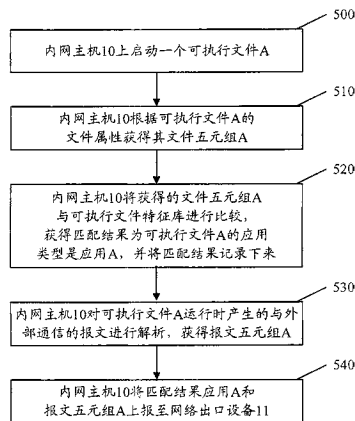 500
内网主机10上启动一个可执行文件A
510
内网主机10根据可执行文件A的
文件属性获得其文件五元组A
520
内网主机10将获得的文件五元组A
与可执行文件特征库进行比较,
获得匹配结果为可执行文件A的应用
类型是应用A,并将匹配结果记录下来
530
内网主机10对可执行文件A运行时产生的与外
部通信的报文进行解析,获得报文五元组A
540
内网主机10将匹配结果应用A和
报文五元组A上报至网络出口设备11